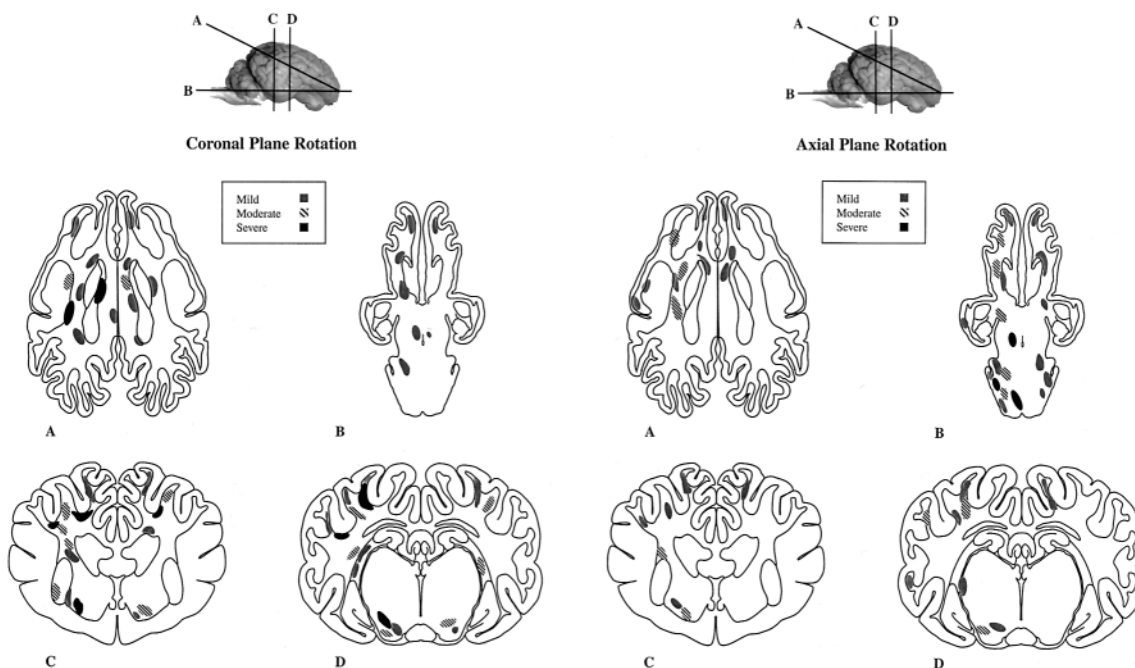 A
C D
B
Coronal Plane Rotation
Mild
Moderate
Severe
A
B
C
D
A
C D
B
Axial Plane Rotation
Mild
Moderate
Severe
A
B
C
D